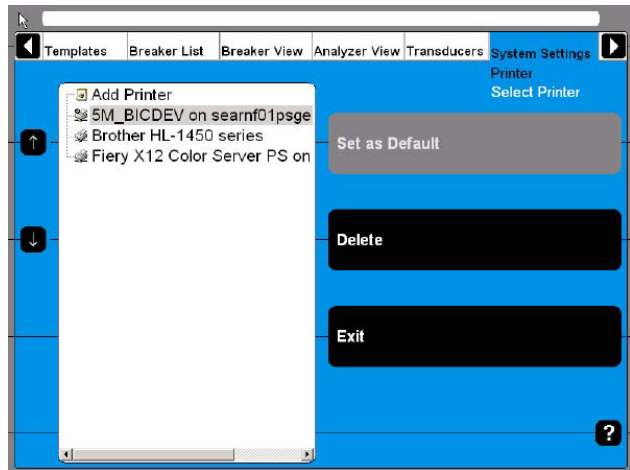 Templates Breaker List Breaker View Analyzer View Transducers System Settings
Printer
Select Printer
Add Printer
5M_BICDEV on searnf01psge
Brother HL-1450 series
Fiery X12 Color Server PS on
Set as Default
Delete
Exit
?